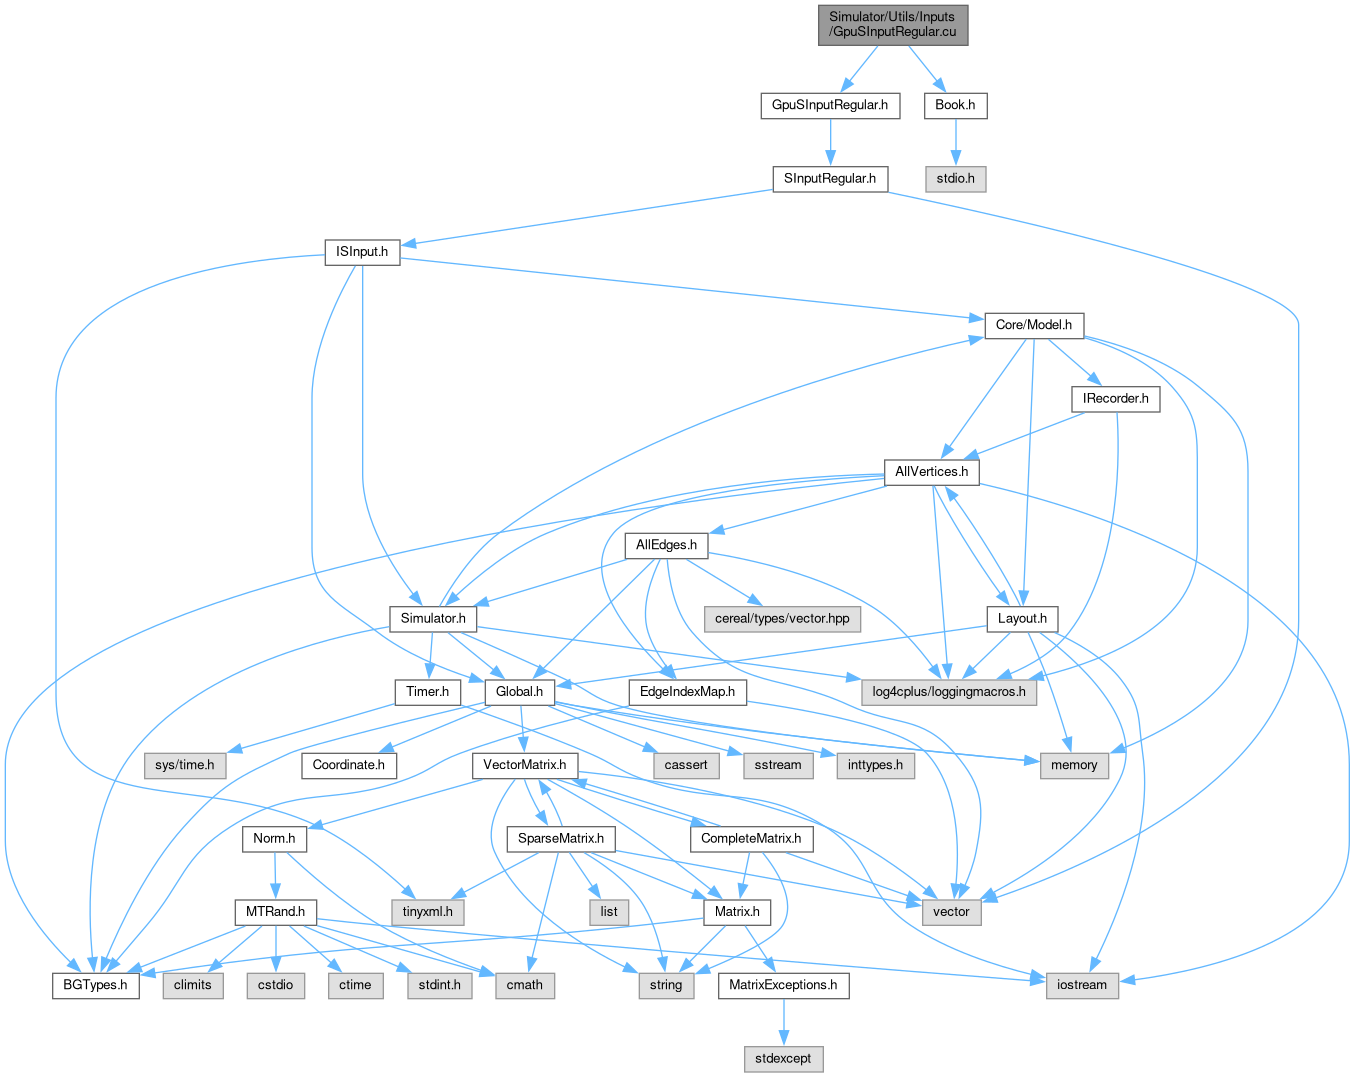 Simulator/Utils/Inputs
/GpuSInputRegular.cu
GpuSInputRegular.h
Book.h
SInputRegular.h
stdio.h
ISInput.h
Core/Model.h
IRecorder.h
AllVertices.h
AllEdges.h
Simulator.h
cereal/types/vector.hpp
Layout.h
Timer.h
Global.h
EdgeIndexMap.h
log4cplus/loggingmacros.h
sys/time.h
Coordinate.h
VectorMatrix.h
cassert
sstream
inttypes.h
memory
Norm.h
SparseMatrix.h
CompleteMatrix.h
MTRand.h
tinyxml.h
list
Matrix.h
vector
BGTypes.h
climits
cstdio
ctime
stdint.h
cmath
string
MatrixExceptions.h
iostream
stdexcept